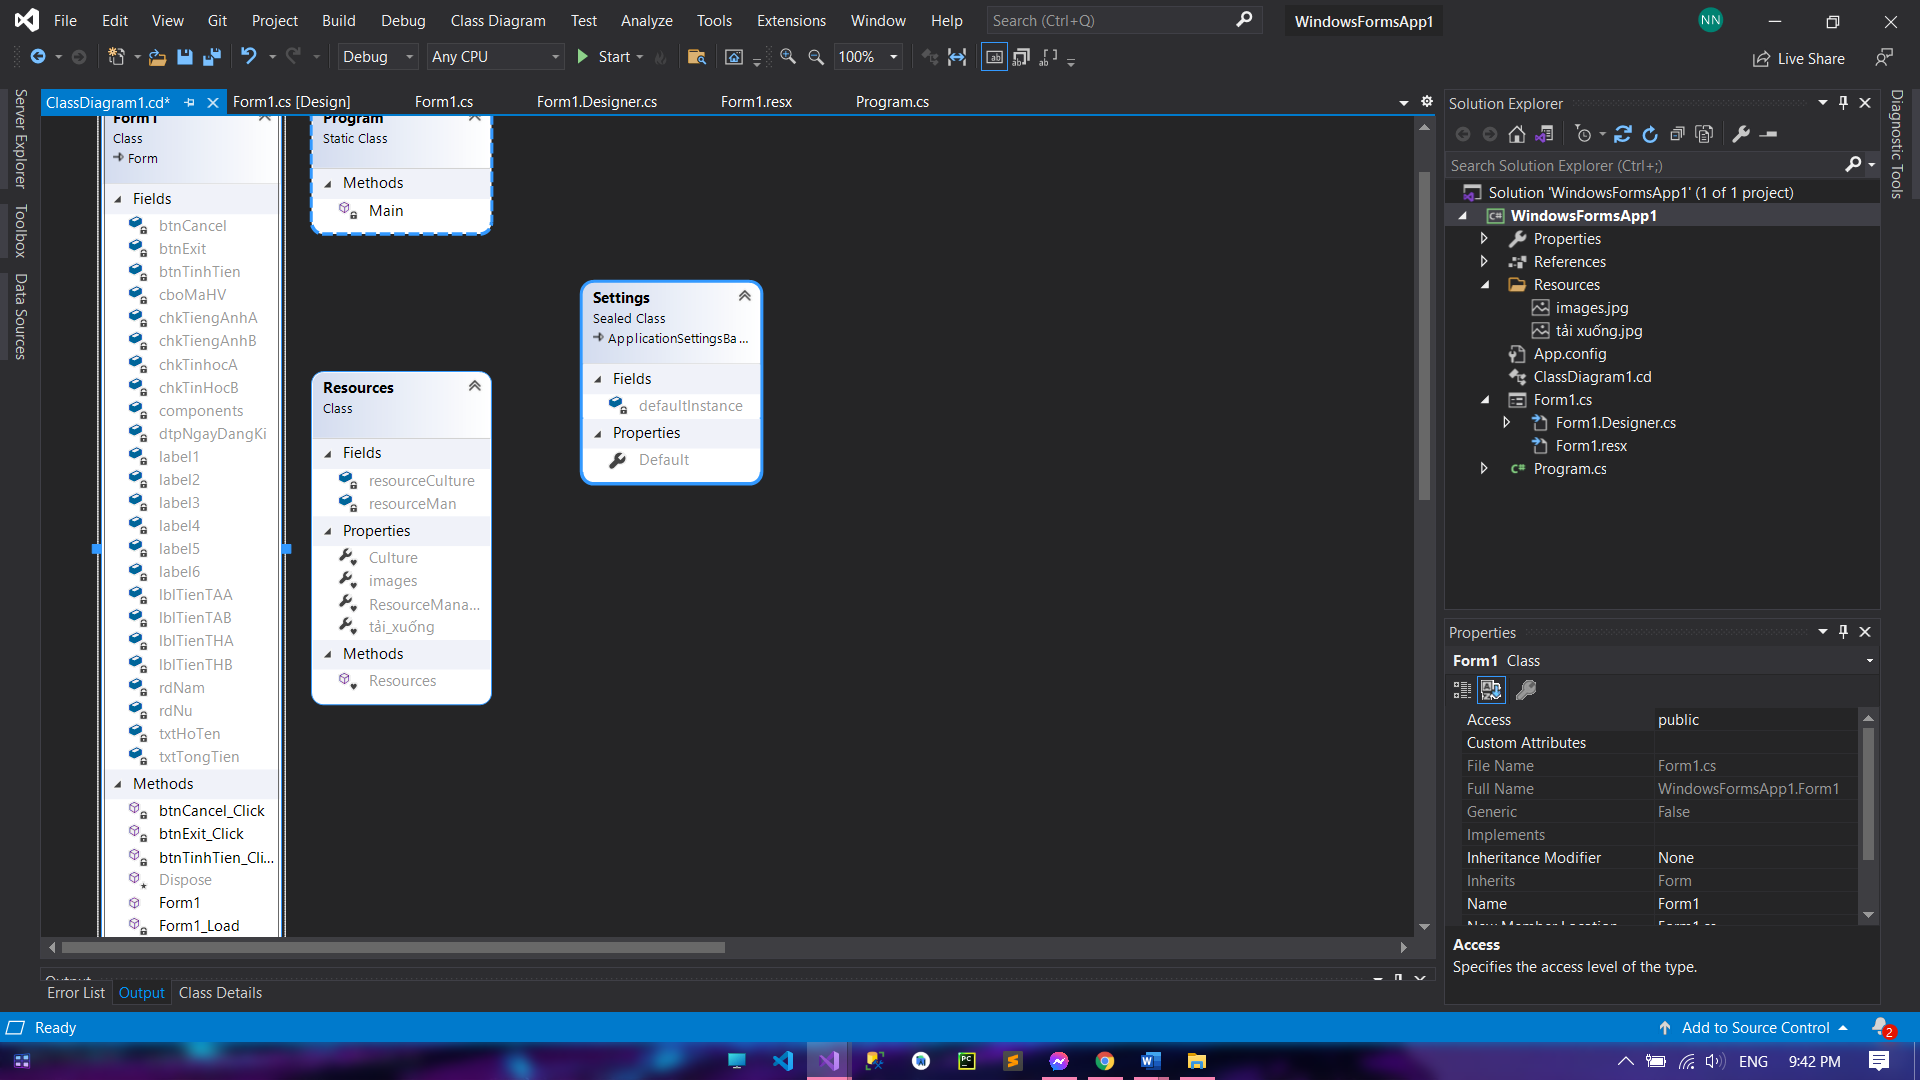 File Edit View Git Project Build Debug Class Diagram Test Analyze Tools Extensions Window Help Search (Ctrl+Q) WindowsFormsApp1 NN
Debug Any CPU Start 100% Live Share
Server Explorer
Toolbox
Data Sources
ClassDiagram1.cd* Form1.cs [Design] Form1.cs Form1.Designer.cs Form1.resx Program.cs
Form1
Class
Form
Fields
btnCancel
btnExit
btnTinhTien
cboMaHV
chkTiengAnhA
chkTiengAnhB
chkTinhocA
chkTinHocB
components
dtpNgayDangKi
label1
label2
label3
label4
label5
label6
lblTienTAA
lblTienTAB
lblTienTHA
lblTienTHB
rdNam
rdNu
txtHoTen
txtTongTien
Methods
btnCancel_Click
btnExit_Click
btnTinhTien_Cli...
Dispose
Form1
Form1_Load
Program
Static Class
Methods
Main
Resources
Class
Fields
resourceCulture
resourceMan
Properties
Culture
images
ResourceMana...
tải_xuống
Methods
Resources
Settings
Sealed Class
ApplicationSettingsBa...
Fields
defaultInstance
Properties
Default
Solution Explorer
Search Solution Explorer (Ctrl+;)
Solution 'WindowsFormsApp1' (1 of 1 project)
WindowsFormsApp1
Properties
References
Resources
images.jpg
tải xuống.jpg
App.config
ClassDiagram1.cd
Form1.cs
Form1.Designer.cs
Form1.resx
Program.cs
Diagnostic Tools
Properties
Form1 Class
Access public
Custom Attributes
File Name Form1.cs
Full Name WindowsFormsApp1.Form1
Generic False
Implements
Inheritance Modifier None
Inherits Form
Name Form1
New Member Location Form1.cs
Access
Specifies the access level of the type.
Output
Error List Output Class Details
Ready Add to Source Control 2
PC W ENG 9:42 PM